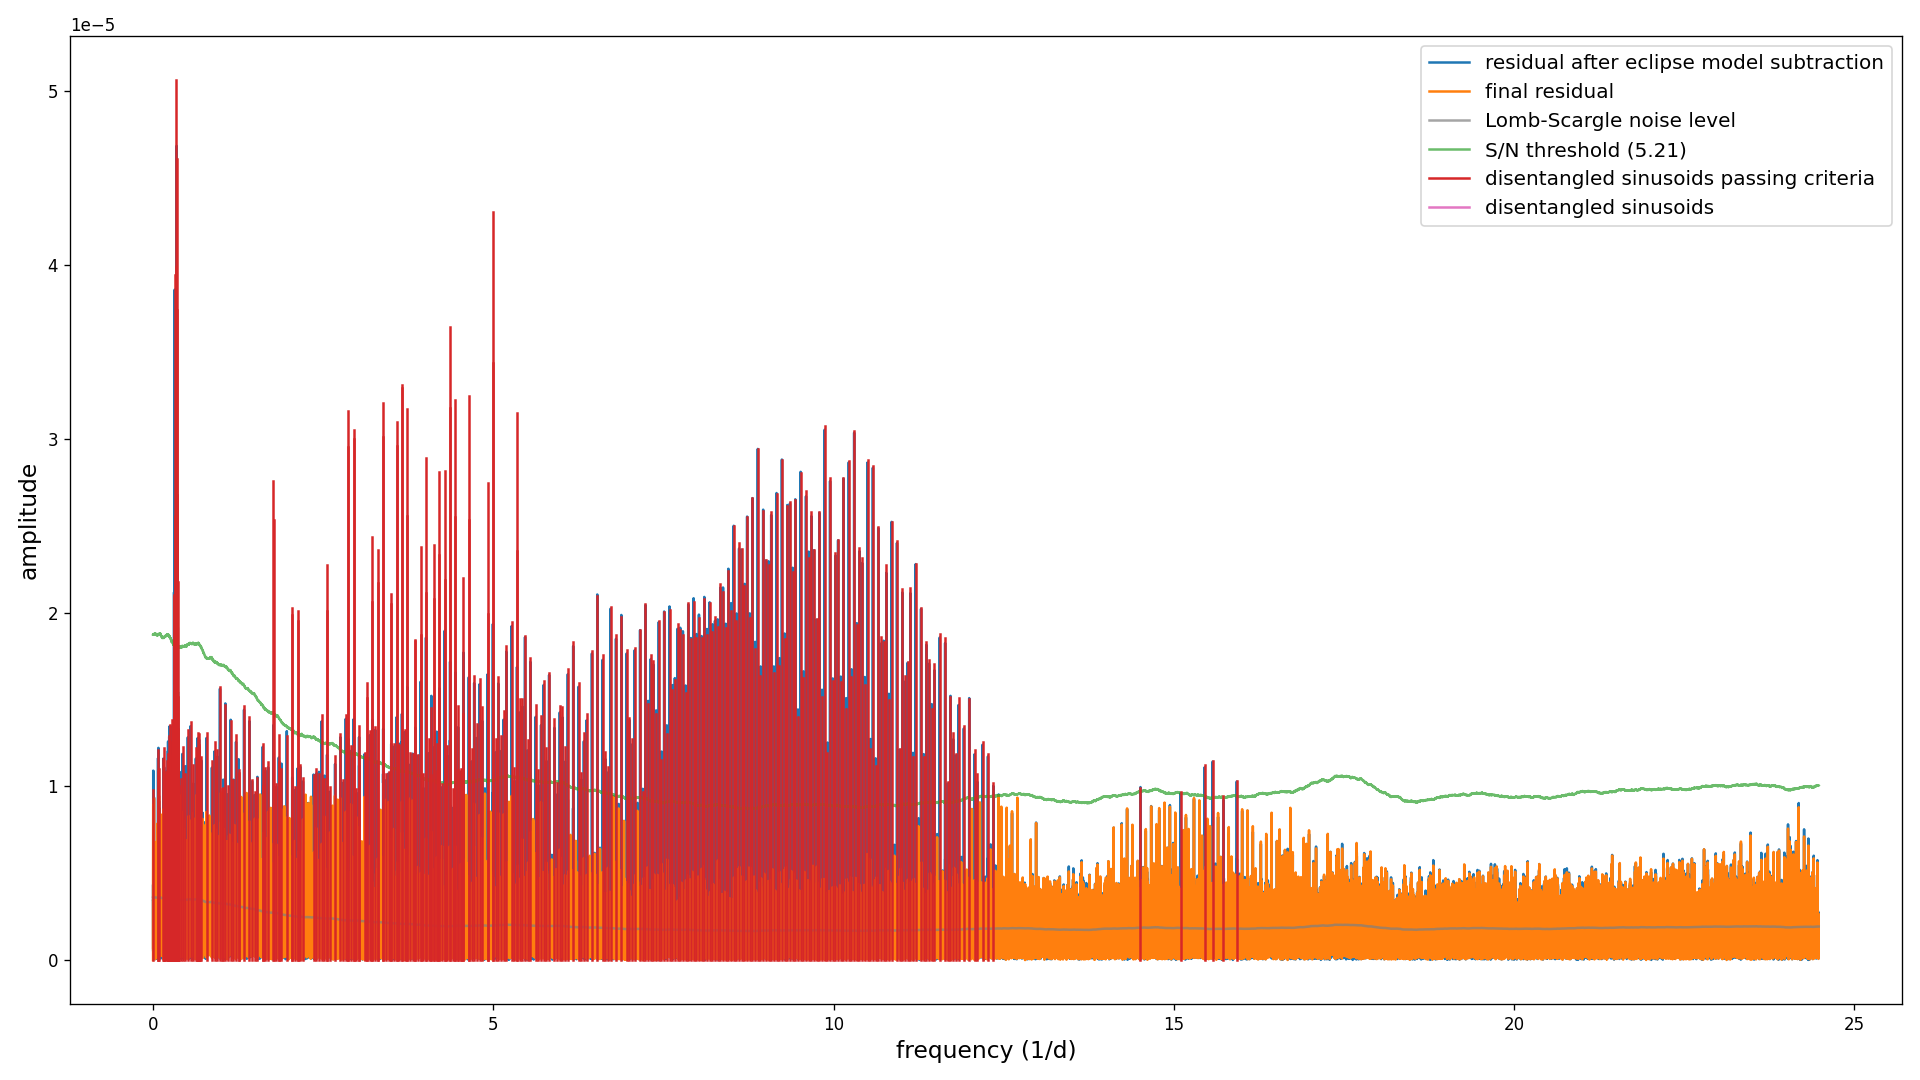 1e−5
residual after eclipse model subtraction
final residual
Lomb-Scargle noise level
S/N threshold (5.21)
disentangled sinusoids passing criteria
disentangled sinusoids
5
4
3
2
1
0
amplitude
0
5
10
15
20
25
frequency (1/d)